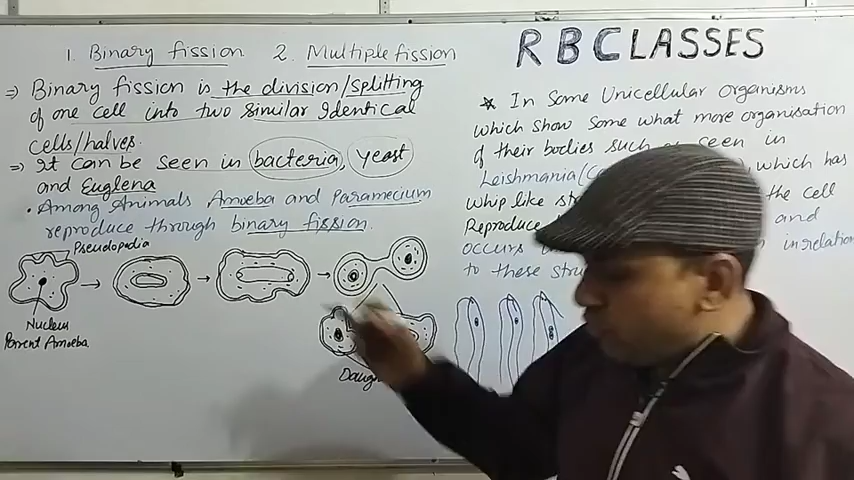 1. Binary fission 2. Multiple fission
⇒ Binary fission is the division/splitting
of one cell into two similar Identical
cells/halves.
⇒ It can be seen in bacteria, yeast
and Euglena
• Among Animals Amoeba and Paramecium
reproduce through binary fission.
Pseudopodia
Nucleus
Parent Amoeba
Daug
RBCLASSES
* In Some Unicellular Organisms
which show Some what more organisation
of their bodies such as seen in
Leishmania which has
whip like the cell
Reproduce and
occurs in relation
to these